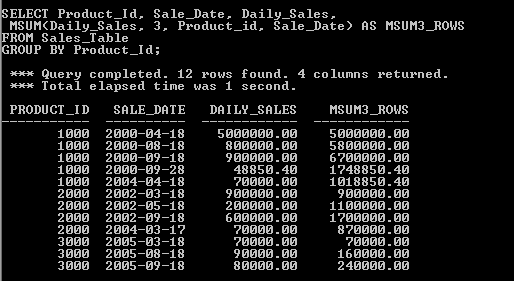 SELECT Product_Id, Sale_Date, Daily_Sales,
MSUM(Daily_Sales, 3, Product_id, Sale_Date) AS MSUM3_ROWS
FROM Sales_Table
GROUP BY Product_Id;
*** Query completed. 12 rows found. 4 columns returned.
*** Total elapsed time was 1 second.
PRODUCT_ID SALE_DATE DAILY_SALES MSUM3_ROWS
----------- ---------- ------------- -------------
1000 2000-04-18 5000000.00 5000000.00
1000 2000-08-18 800000.00 5800000.00
1000 2000-09-18 900000.00 6700000.00
1000 2000-09-28 48850.40 1748850.40
1000 2004-04-18 70000.00 1018850.40
2000 2002-03-18 900000.00 900000.00
2000 2002-05-18 200000.00 1100000.00
2000 2002-09-18 600000.00 1700000.00
2000 2004-03-17 70000.00 870000.00
3000 2005-03-18 70000.00 70000.00
3000 2005-08-18 90000.00 160000.00
3000 2005-09-18 80000.00 240000.00